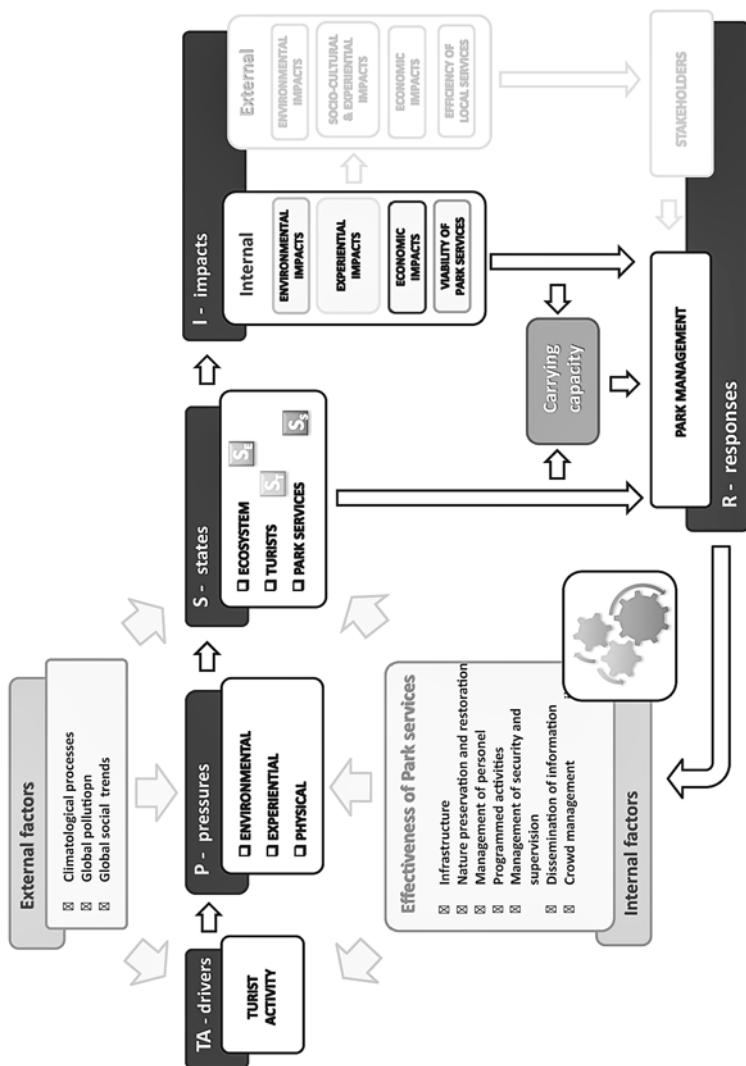 External factors
☒ Climatological processes
☒ Global pollutiopn
☒ Global social trends
TA - drivers
TURIST
ACTIVITY
P - pressures
❑ ENVIRONMENTAL
❑ EXPERIENTIAL
❑ PHYSICAL
S - states
❑ ECOSYSTEM
❑ TURISTS
❑ PARK SERVICES
SE
ST
SS
I - impacts
Internal
ENVIRONMENTAL
IMPACTS
EXPERIENTIAL
IMPACTS
ECONOMIC
IMPACTS
VIABILITY OF
PARK SERVICES
External
ENVIRONMENTAL
IMPACTS
SOCIO-CULTURAL
& EXPERIENTIAL
IMPACTS
ECONOMIC
IMPACTS
EFFICIENCY OF
LOCAL SERVICES
Effectiveness of Park services
☒ Infrastructure
☒ Nature preservation and restoration
☒ Management of personel
☒ Programmed activities
☒ Management of security and
supervision
☒ Dissemination of information
☒ Crowd management
Internal factors
Carrying
capacity
PARK MANAGEMENT
STAKEHOLDERS
R - responses